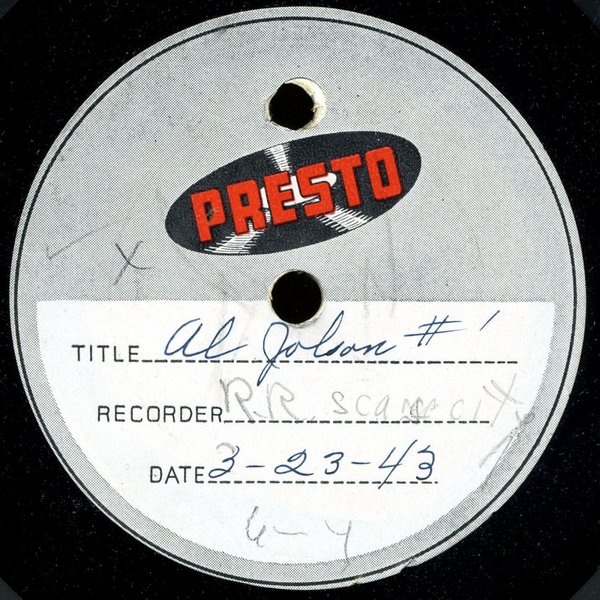 PRESTO
X
TITLE Al Jolson # 1
RECORDER R.R.
DATE 3-23-43